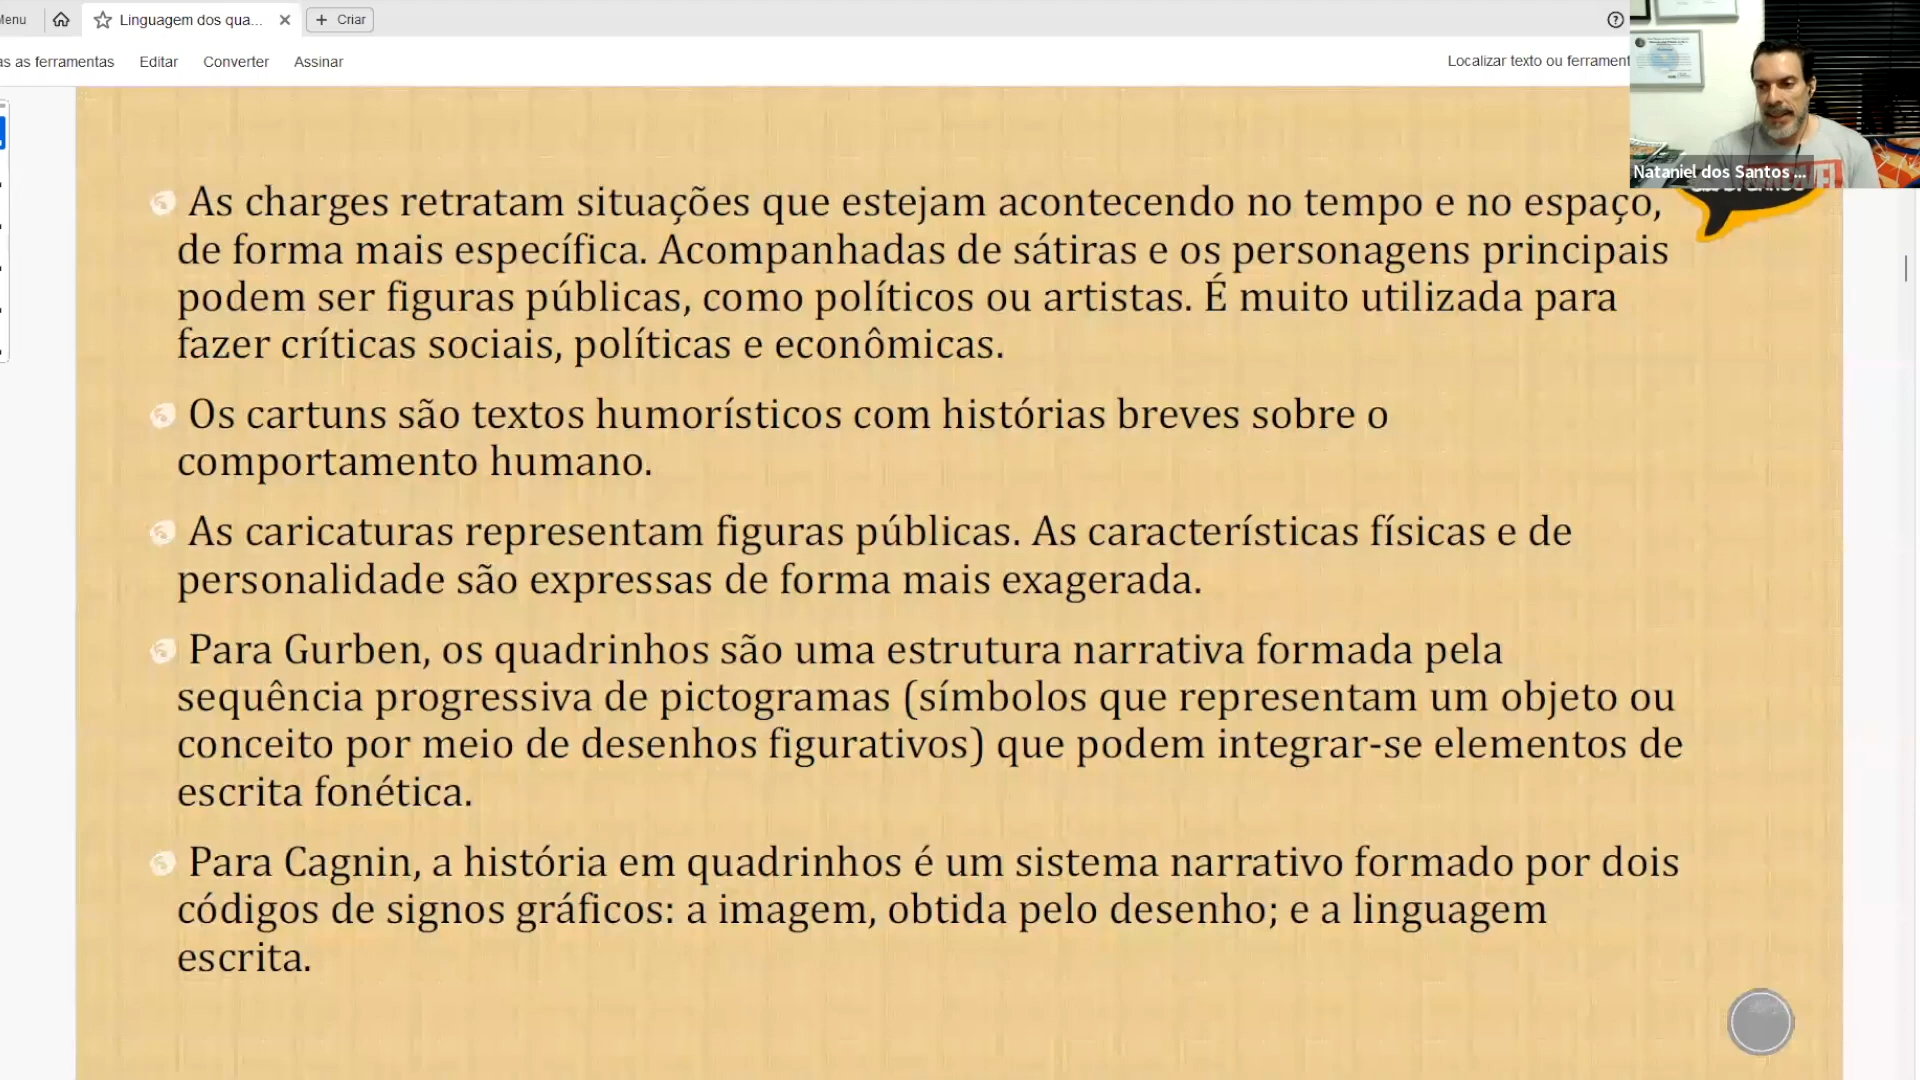 Menu
Linguagem dos qua...
Criar
as as ferramentas
Editar
Converter
Assinar
Localizar texto ou ferrament
Nataniel dos Santos ...
As charges retratam situações que estejam acontecendo no tempo e no espaço,
de forma mais específica. Acompanhadas de sátiras e os personagens principais
podem ser figuras públicas, como políticos ou artistas. É muito utilizada para
fazer críticas sociais, políticas e econômicas.
Os cartuns são textos humorísticos com histórias breves sobre o
comportamento humano.
As caricaturas representam figuras públicas. As características físicas e de
personalidade são expressas de forma mais exagerada.
Para Gurben, os quadrinhos são uma estrutura narrativa formada pela
sequência progressiva de pictogramas (símbolos que representam um objeto ou
conceito por meio de desenhos figurativos) que podem integrar-se elementos de
escrita fonética.
Para Cagnin, a história em quadrinhos é um sistema narrativo formado por dois
códigos de signos gráficos: a imagem, obtida pelo desenho; e a linguagem
escrita.